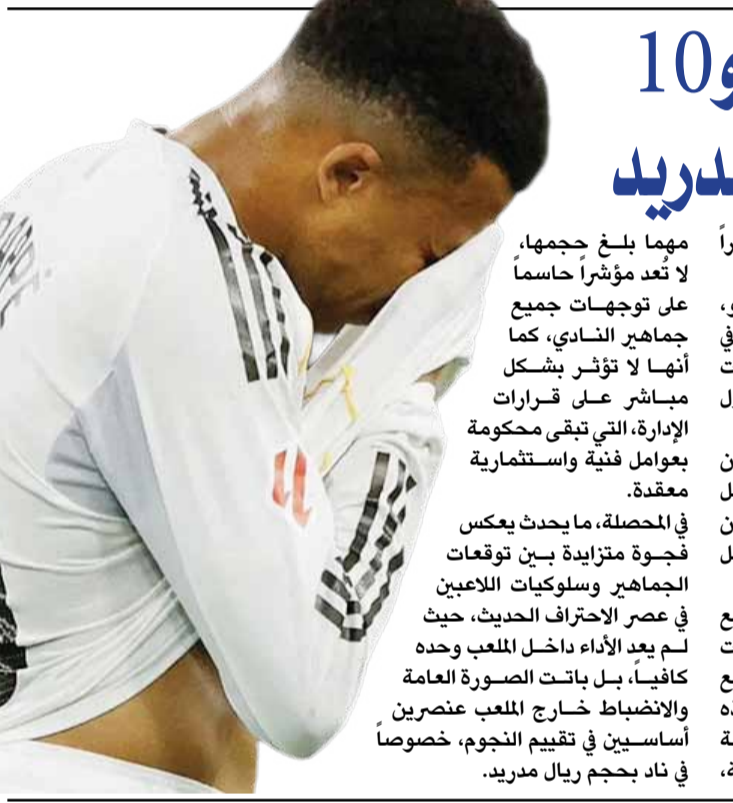 و10
مهما بلغ حجمها،
لا تُعد مؤشراً حاسماً
على توجهات جميع
جماهير النادي، كما
أنها لا تؤثر بشكل
مباشر على قرارات
الإدارة، التي تبقى محكومة
بعوامل فنية واستثمارية
معقدة.
في المحصلة، ما يحدث يعكس
فجوة متزايدة بين توقعات
الجماهير وسلوكيات اللاعبين
في عصر الاحتراف الحديث، حيث
لم يعد الأداء داخل الملعب وحده
كافياً، بل باتت الصورة العامة
والانضباط خارج الملعب عنصرين
أساسيين في تقييم النجوم، خصوصاً
في ناد بحجم ريال مدريد.